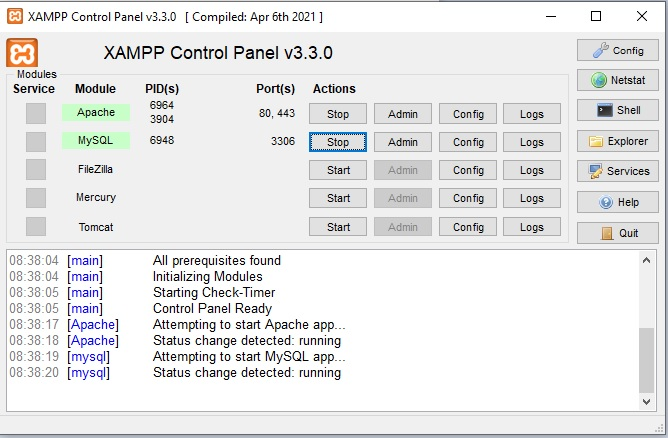 XAMPP Control Panel v3.3.0 [ Compiled: Apr 6th 2021 ]
XAMPP Control Panel v3.3.0
Config
Modules
Service Module PID(s) Port(s) Actions
Netstat
Apache 6964 3904 80, 443 Stop Admin Config Logs
Shell
MySQL 6948 3306 Stop Admin Config Logs
Explorer
FileZilla Start Admin Config Logs
Services
Mercury Start Admin Config Logs
Help
Tomcat Start Admin Config Logs
Quit
08:38:04 [main] All prerequisites found
08:38:04 [main] Initializing Modules
08:38:05 [main] Starting Check-Timer
08:38:05 [main] Control Panel Ready
08:38:17 [Apache] Attempting to start Apache app...
08:38:18 [Apache] Status change detected: running
08:38:19 [mysql] Attempting to start MySQL app...
08:38:20 [mysql] Status change detected: running